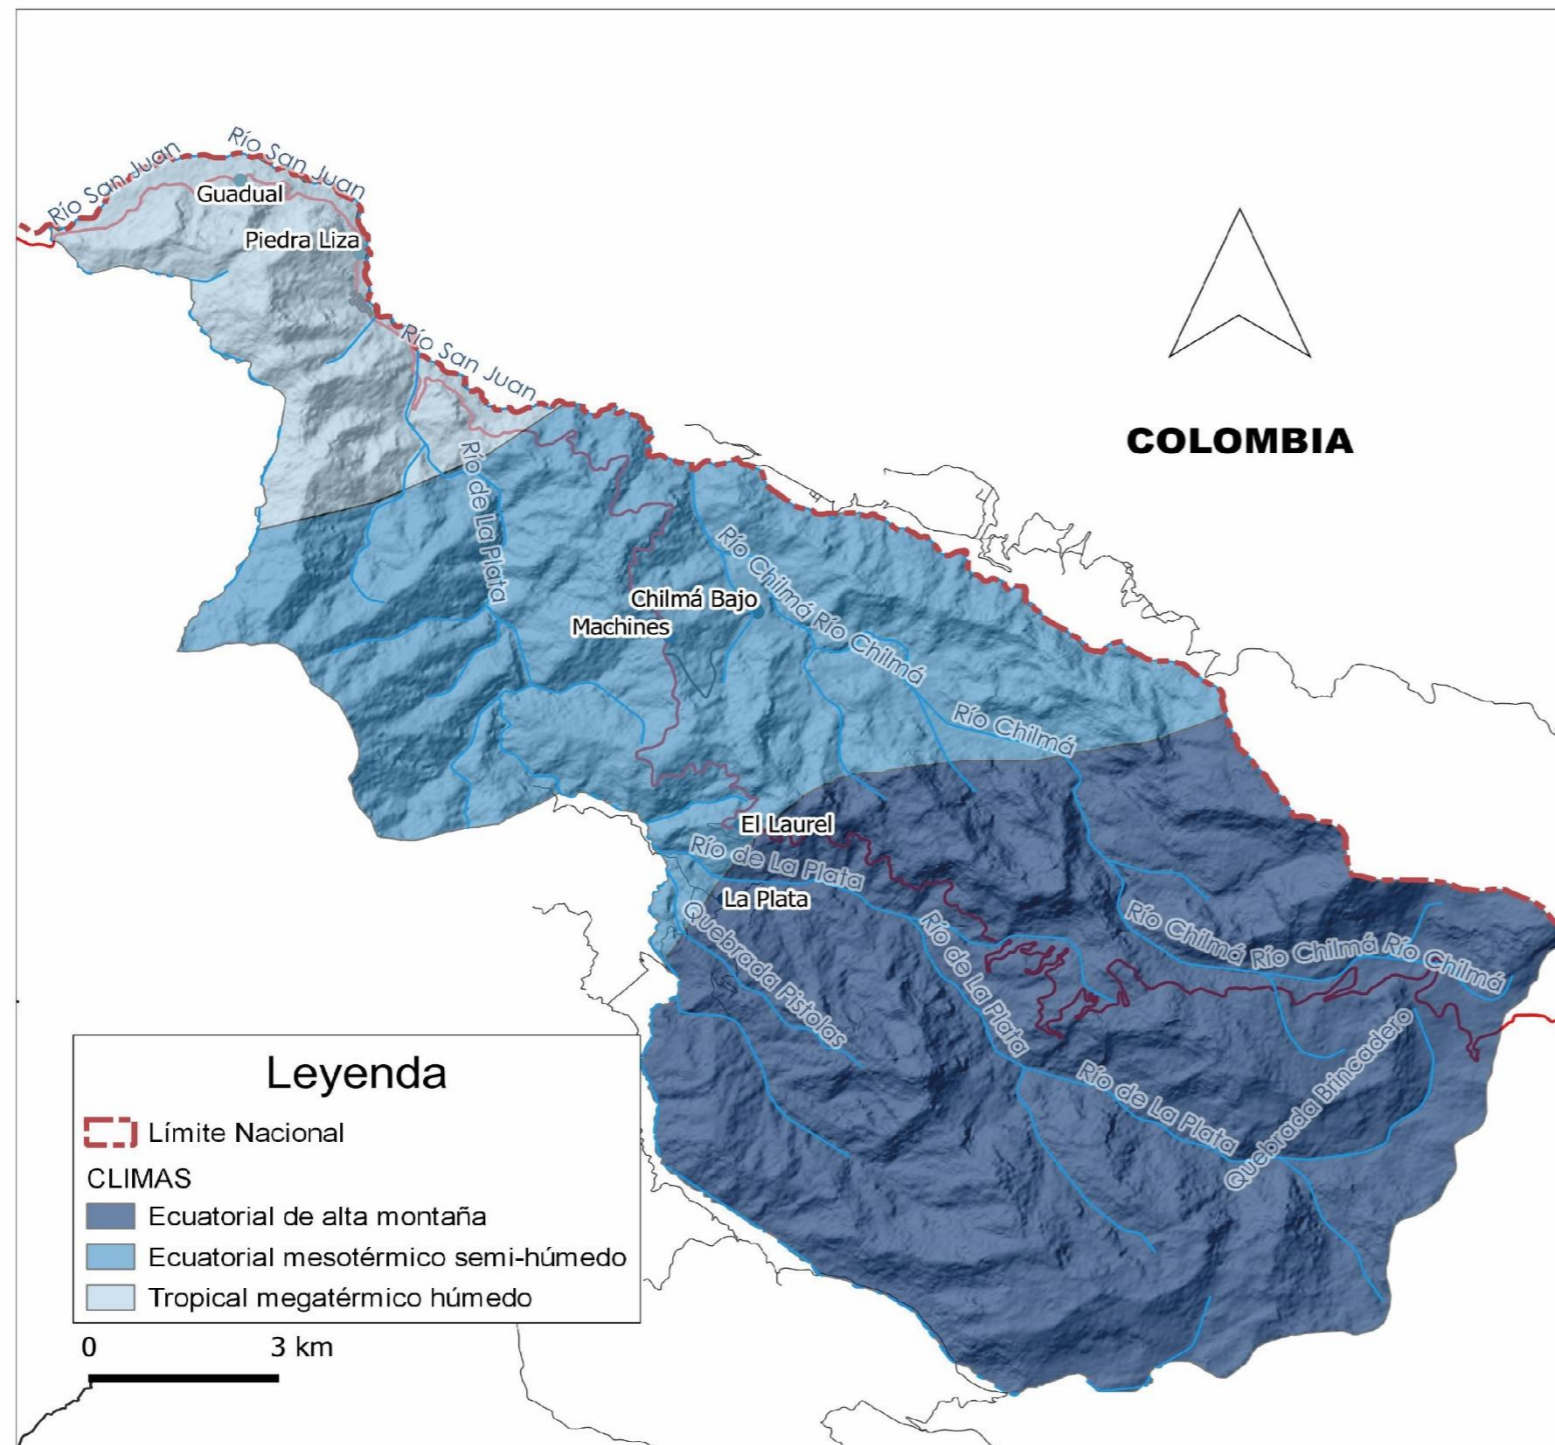 Río San Juan
Río San Juan
Guadual
Piedra Liza
Río San Juan
COLOMBIA
Río de La Plata
Río Chilmá
Río Chilmá
Chilmá Bajo
Machines
Río Chilmá
El Laurel
Río de La Plata
La Plata
Quebrada Pistolas
Río de La Plata
Río Chilmá
Río Chilmá
Río Chilmá
Quebrada Brincadero
Río de La Plata
Leyenda
Límite Nacional
CLIMAS
Ecuatorial de alta montaña
Ecuatorial mesotérmico semi-húmedo
Tropical megatérmico húmedo
0 3 km